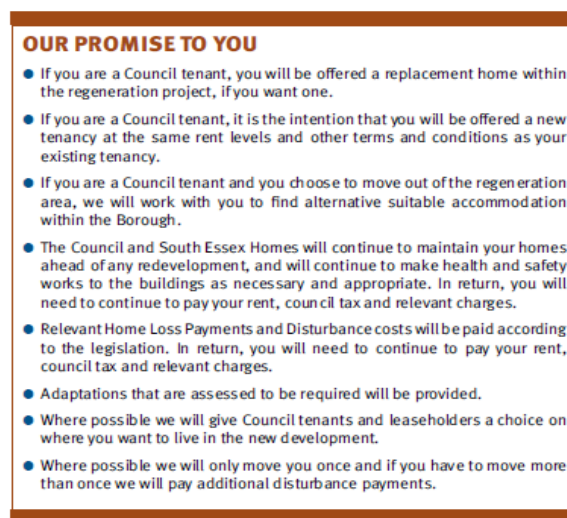 OUR PROMISE TO YOU
● If you are a Council tenant, you will be offered a replacement home within
the regeneration project, if you want one.
● If you are a Council tenant, it is the intention that you will be offered a new
tenancy at the same rent levels and other terms and conditions as your
existing tenancy.
● If you are a Council tenant and you choose to move out of the regeneration
area, we will work with you to find alternative suitable accommodation
within the Borough.
● The Council and South Essex Homes will continue to maintain your homes
ahead of any redevelopment, and will continue to make health and safety
works to the buildings as necessary and appropriate. In return, you will
need to continue to pay your rent, council tax and relevant charges.
● Relevant Home Loss Payments and Disturbance costs will be paid according
to the legislation. In return, you will need to continue to pay your rent,
council tax and relevant charges.
● Adaptations that are assessed to be required will be provided.
● Where possible we will give Council tenants and leaseholders a choice on
where you want to live in the new development.
● Where possible we will only move you once and if you have to move more
than once we will pay additional disturbance payments.